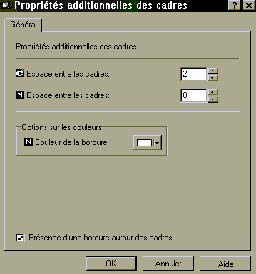 Propriétés additionnelles des cadres
Général
Propriétés additionnelles des cadres
Espace entre les cadres: 2
Espace entre les cadres: 0
Options sur les couleurs
N Couleur de la bordure
Présence d'une bordure autour des cadres
OK Annuler Aide